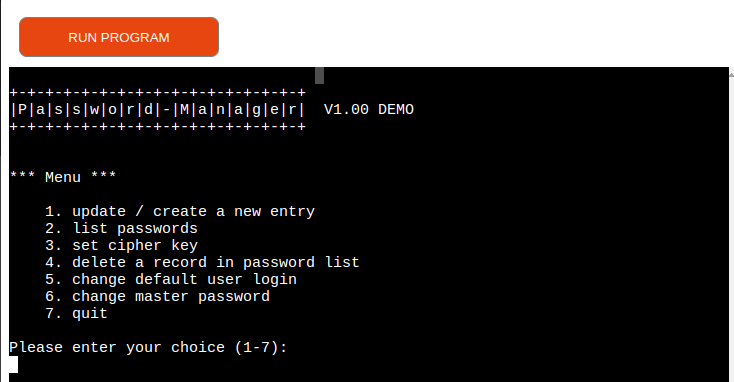 RUN PROGRAM
+-+-+-+-+-+-+-+-+-+-+-+-+-+-+-+-+
|P|a|s|s|w|o|r|d|-|M|a|n|a|g|e|r|  V1.00 DEMO
+-+-+-+-+-+-+-+-+-+-+-+-+-+-+-+-+
*** Menu ***
1. update / create a new entry
2. list passwords
3. set cipher key
4. delete a record in password list
5. change default user login
6. change master password
7. quit
Please enter your choice (1-7):